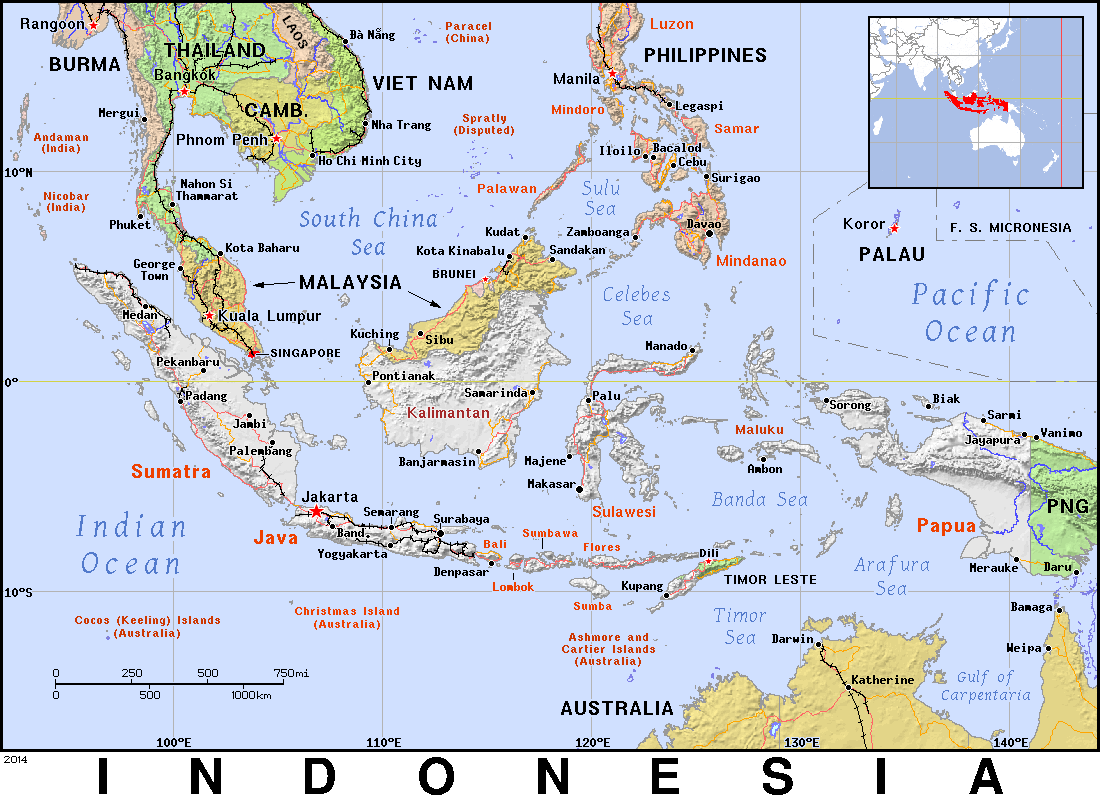 Rangoon
BURMA
THAILAND
LAOS
Bangkok
Mergui
CAMB.
Phnom Penh
Bà Nẵng
VIET NAM
Nha Trang
Ho Chi Minh City
Paracel
(China)
Spratly
(Disputed)
Luzon
PHILIPPINES
Manila
Mindoro
Legaspi
Samar
Iloilo
Bacalod
Cebu
Surigao
Palawan
Sulu
Sea
Zamboanga
Davao
Mindanao
Andaman
(India)
Nicobar
(India)
10°N
Nahon Si
Thammarat
Phuket
Kota Baharu
George
Town
South China
Sea
MALAYSIA
Kudat
Kota Kinabalu
Sandakan
BRUNEI
Koror
PALAU
F. S. MICRONESIA
Pacific
Ocean
Celebes
Sea
Medan
Kuala Lumpur
SINGAPORE
Kuching
Sibu
Manado
Pekanbaru
0°
Padang
Jambi
Palembang
Pontianak
Samarinda
Kalimantan
Banjarmasin
Palu
Majene
Makasar
Sulawesi
Maluku
Ambon
Sorong
Biak
Sarmi
Jayapura
Vanimo
Sumatra
Banda Sea
Papua
PNG
Jakarta
Semarang
Surabaya
Java
Band.
Yogyakarta
Bali
Denpasar
Lombok
Sumbawa
Flores
Sumba
Dili
TIMOR LESTE
Kupang
Indian
Ocean
Arafura
Sea
Merauke
Daru
10°S
Cocos (Keeling) Islands
(Australia)
Christmas Island
(Australia)
Ashmore and
Cartier Islands
(Australia)
Timor
Sea
Darwin
Katherine
Bamaga
Weipa
Gulf of
Carpentaria
AUSTRALIA
0 250 500 750mi
0 500 1000km
100°E 110°E 120°E 130°E 140°E
2014
I N D O N E S I A